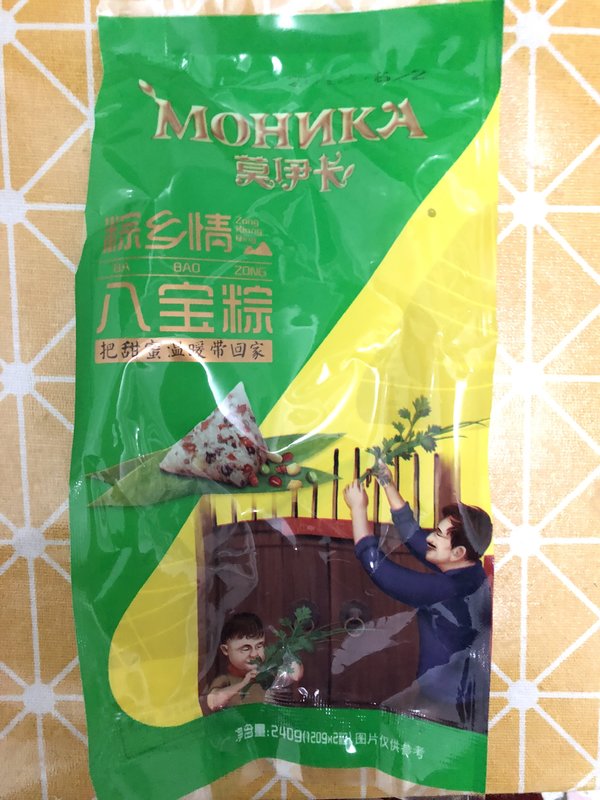 МОНИКА
莫伊卡
粽乡情
Zong
Xiang
Qing
BA BAO ZONG
八宝粽
把甜蜜温暖带回家
净含量:240g(120g×2只) 图片仅供参考